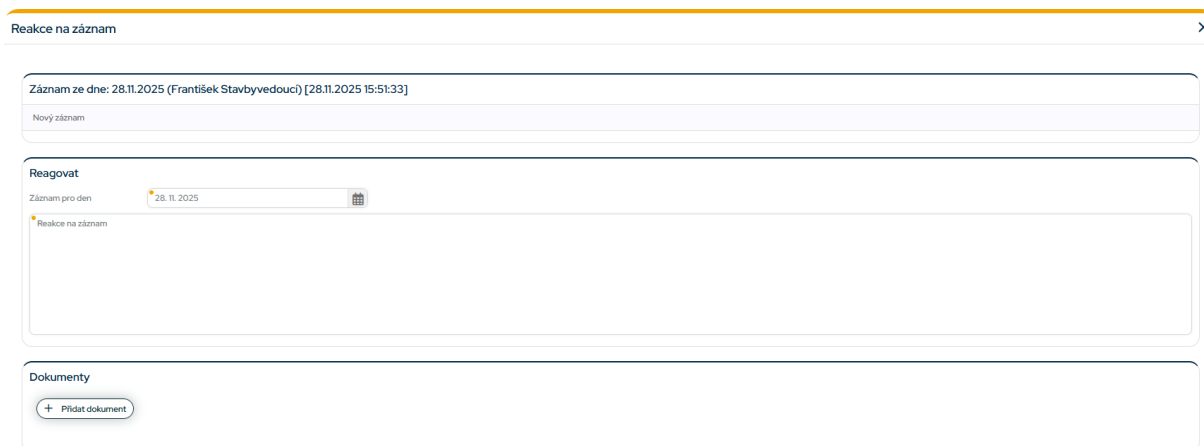 Reakce na záznam
Záznam ze dne: 28.11.2025 (František Stavbyvedoucí) [28.11.2025 15:51:33]
Nový záznam
Reagovat
Záznam pro den 28. 11. 2025
Reakce na záznam
Dokumenty
+ Přidat dokument